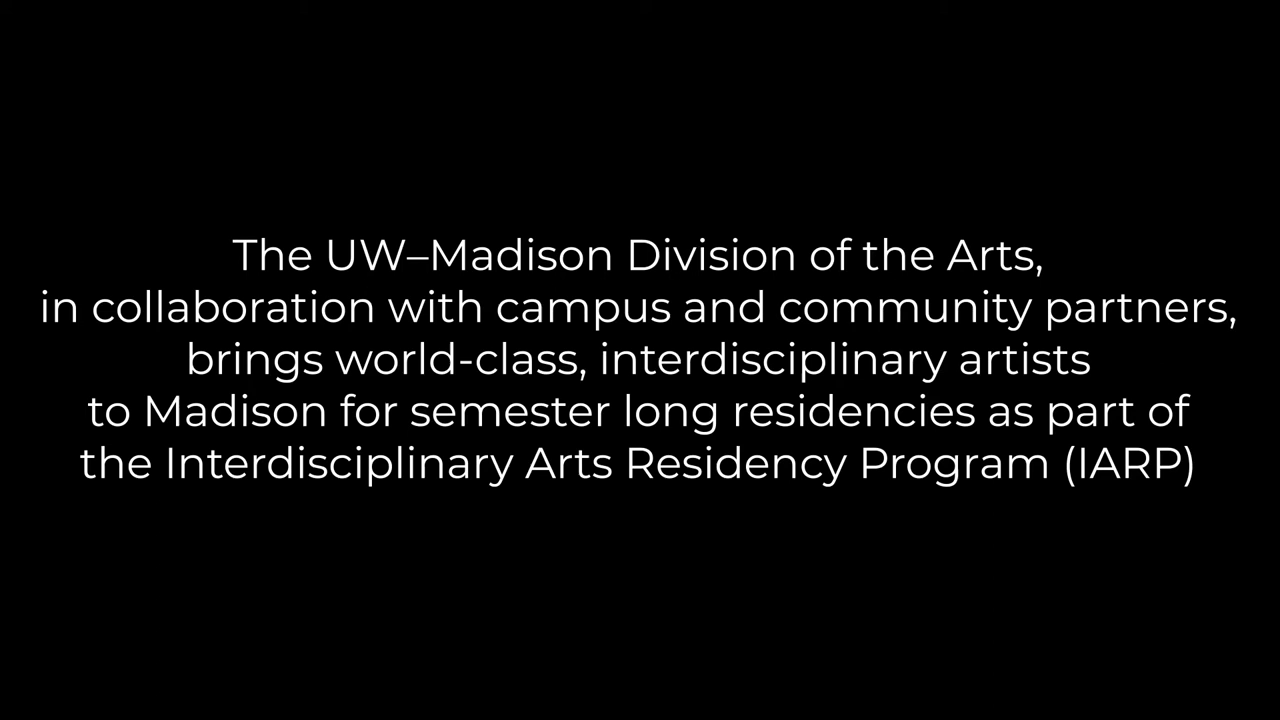 The UW–Madison Division of the Arts,
in collaboration with campus and community partners,
brings world-class, interdisciplinary artists
to Madison for semester long residencies as part of
the Interdisciplinary Arts Residency Program (IARP)